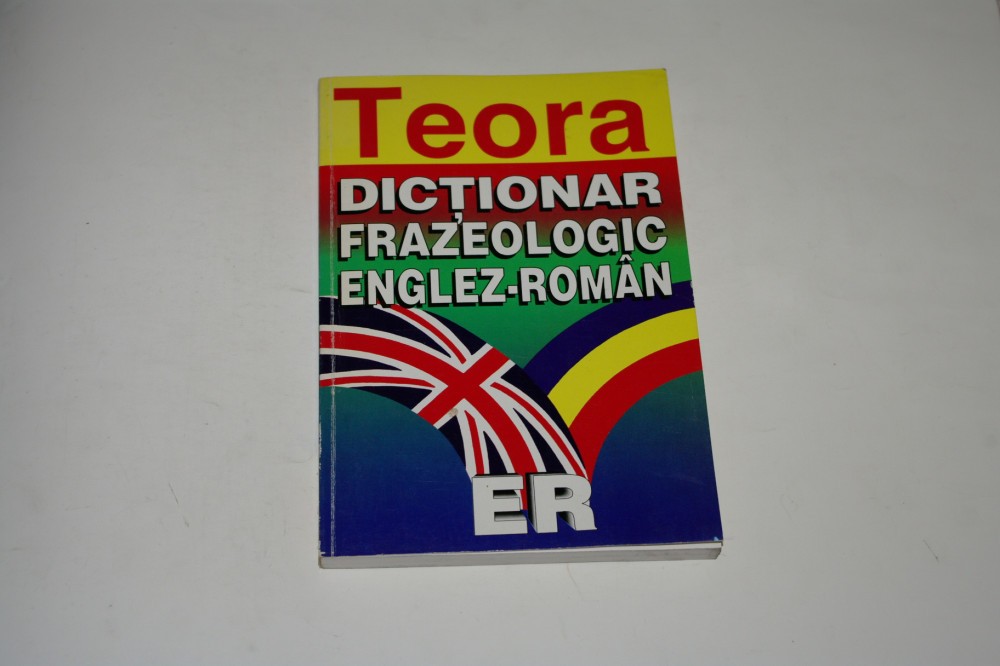 Teora
DICȚIONAR
FRAZEOLOGIC
ENGLEZ-ROMÂN
ER